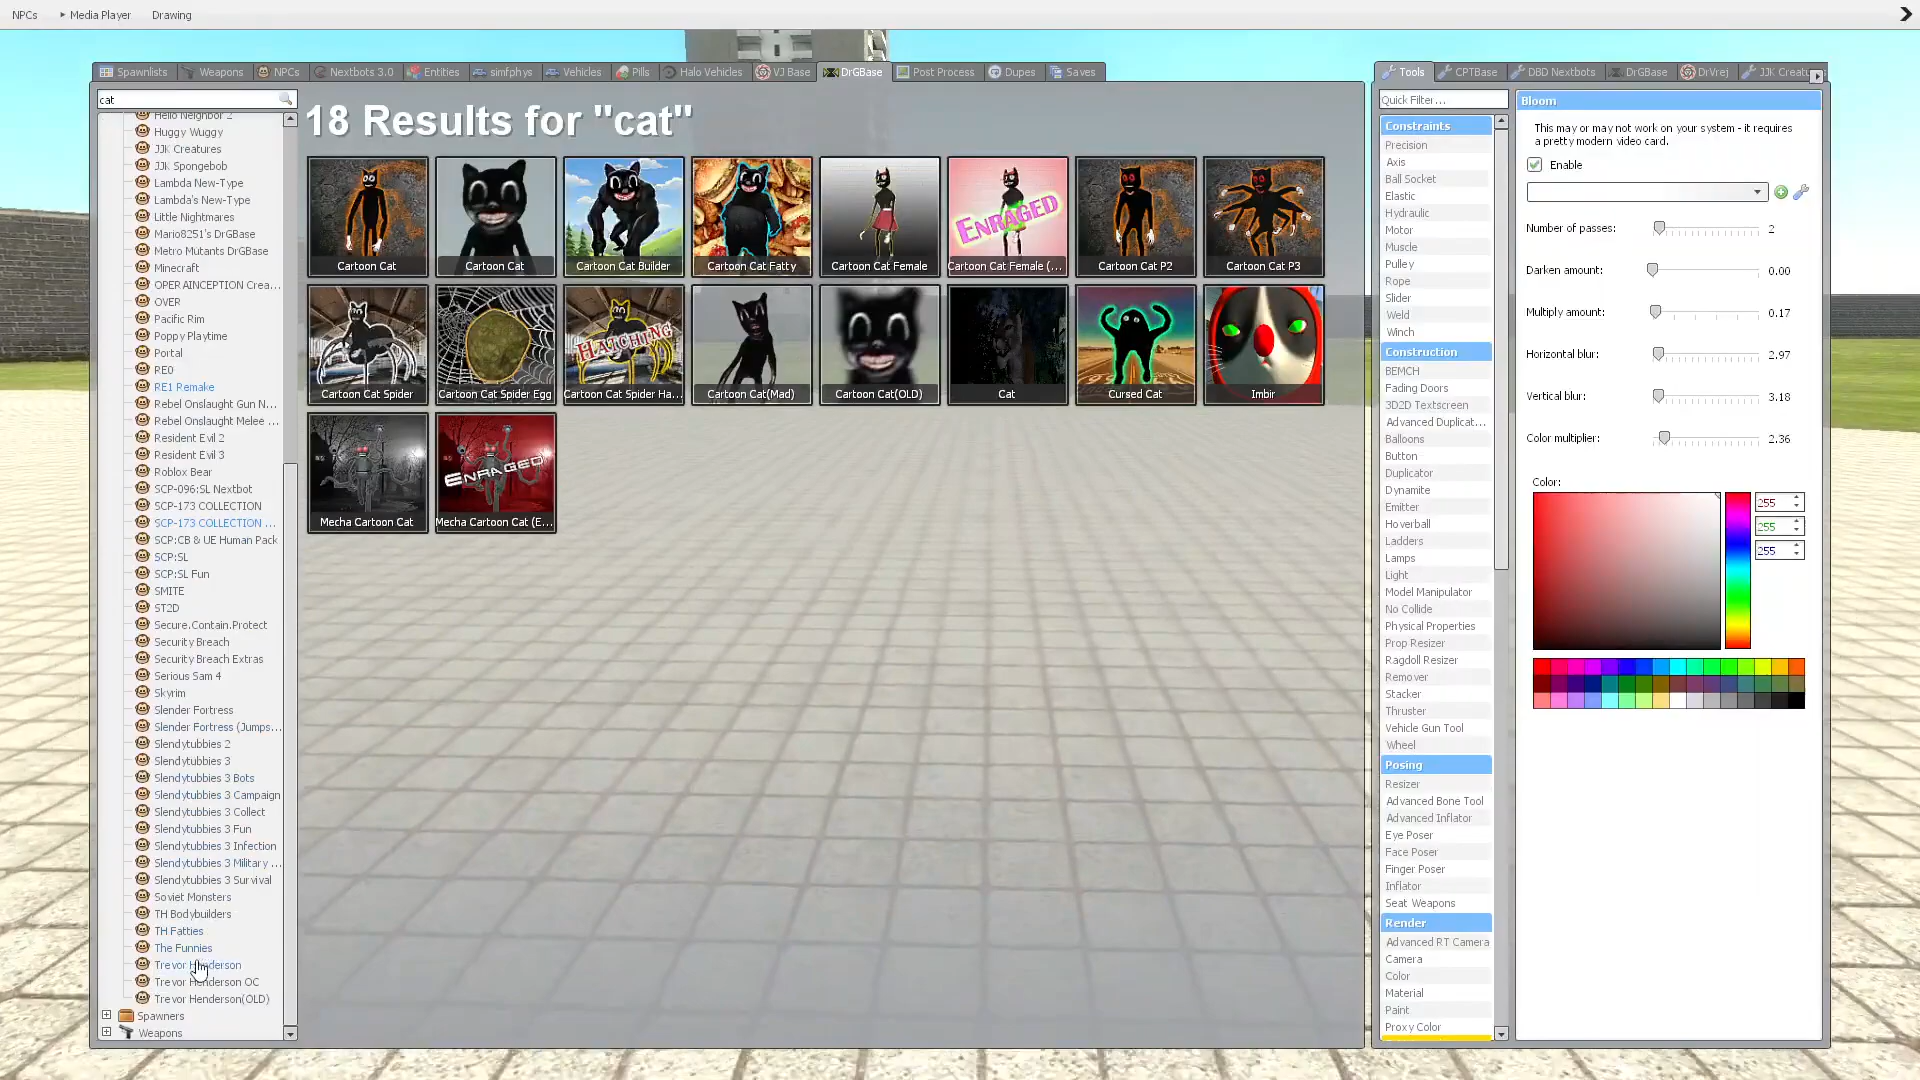 NPCs Media Player Drawing
Spawnlists Weapons NPCs Nextbots 3.0 Entities simfphys Vehicles Pills Halo Vehicles VJ Base DrGBase Post Process Dupes Saves
cat
Hello Neighbor 2
Huggy Wuggy
JJK Creatures
JJK Spongebob
Lambda New-Type
Lambda's New-Type
Little Nightmares
Mario8251's DrGBase
Metro Mutants DrGBase
Minecraft
OPERAINCEPTION Crea...
OVER
Pacific Rim
Poppy Playtime
Portal
RE0
RE1 Remake
Rebel Onslaught Gun N...
Rebel Onslaught Melee ...
Resident Evil 2
Resident Evil 3
Roblox Bear
SCP-096:SL Nextbot
SCP-173 COLLECTION
SCP-173 COLLECTION ...
SCP:CB & UE Human Pack
SCP:SL
SCP:SL Fun
SMITE
ST2D
Secure.Contain.Protect
Security Breach
Security Breach Extras
Serious Sam 4
Skyrim
Slender Fortress
Slender Fortress (Jumps...
Slendytubbies 2
Slendytubbies 3
Slendytubbies 3 Bots
Slendytubbies 3 Campaign
Slendytubbies 3 Collect
Slendytubbies 3 Fun
Slendytubbies 3 Infection
Slendytubbies 3 Military ...
Slendytubbies 3 Survival
Soviet Monsters
TH Bodybuilders
TH Fatties
The Funnies
Trevor Henderson
Trevor Henderson OC
Trevor Henderson(OLD)
Spawners
Weapons
18 Results for "cat"
ENRAGED
Cartoon Cat Cartoon Cat Cartoon Cat Builder Cartoon Cat Fatty Cartoon Cat Female Cartoon Cat Female (... Cartoon Cat P2 Cartoon Cat P3
HATCHING
Cartoon Cat Spider Cartoon Cat Spider Egg Cartoon Cat Spider Ha... Cartoon Cat(Mad) Cartoon Cat(OLD) Cat Cursed Cat Imbir
ENRAGED
Mecha Cartoon Cat Mecha Cartoon Cat (E...
Tools CPTBase DBD Nextbots DrGBase DrVrej JJK Creat
Quick Filter...
Constraints
Precision
Axis
Ball Socket
Elastic
Hydraulic
Motor
Muscle
Pulley
Rope
Slider
Weld
Winch
Construction
BEMCH
Fading Doors
3D2D Textscreen
Advanced Duplicat...
Balloons
Button
Duplicator
Dynamite
Emitter
Hoverball
Ladders
Lamps
Light
Model Manipulator
No Collide
Physical Properties
Prop Resizer
Ragdoll Resizer
Remover
Stacker
Thruster
Vehicle Gun Tool
Wheel
Posing
Resizer
Advanced Bone Tool
Advanced Inflator
Eye Poser
Face Poser
Finger Poser
Inflator
Seat Weapons
Render
Advanced RT Camera
Camera
Color
Material
Paint
Proxy Color
Bloom
This may or may not work on your system - it requires
a pretty modern video card.
Enable
Number of passes: 2
Darken amount: 0.00
Multiply amount: 0.17
Horizontal blur: 2.97
Vertical blur: 3.18
Color multiplier: 2.36
Color:
255
255
255